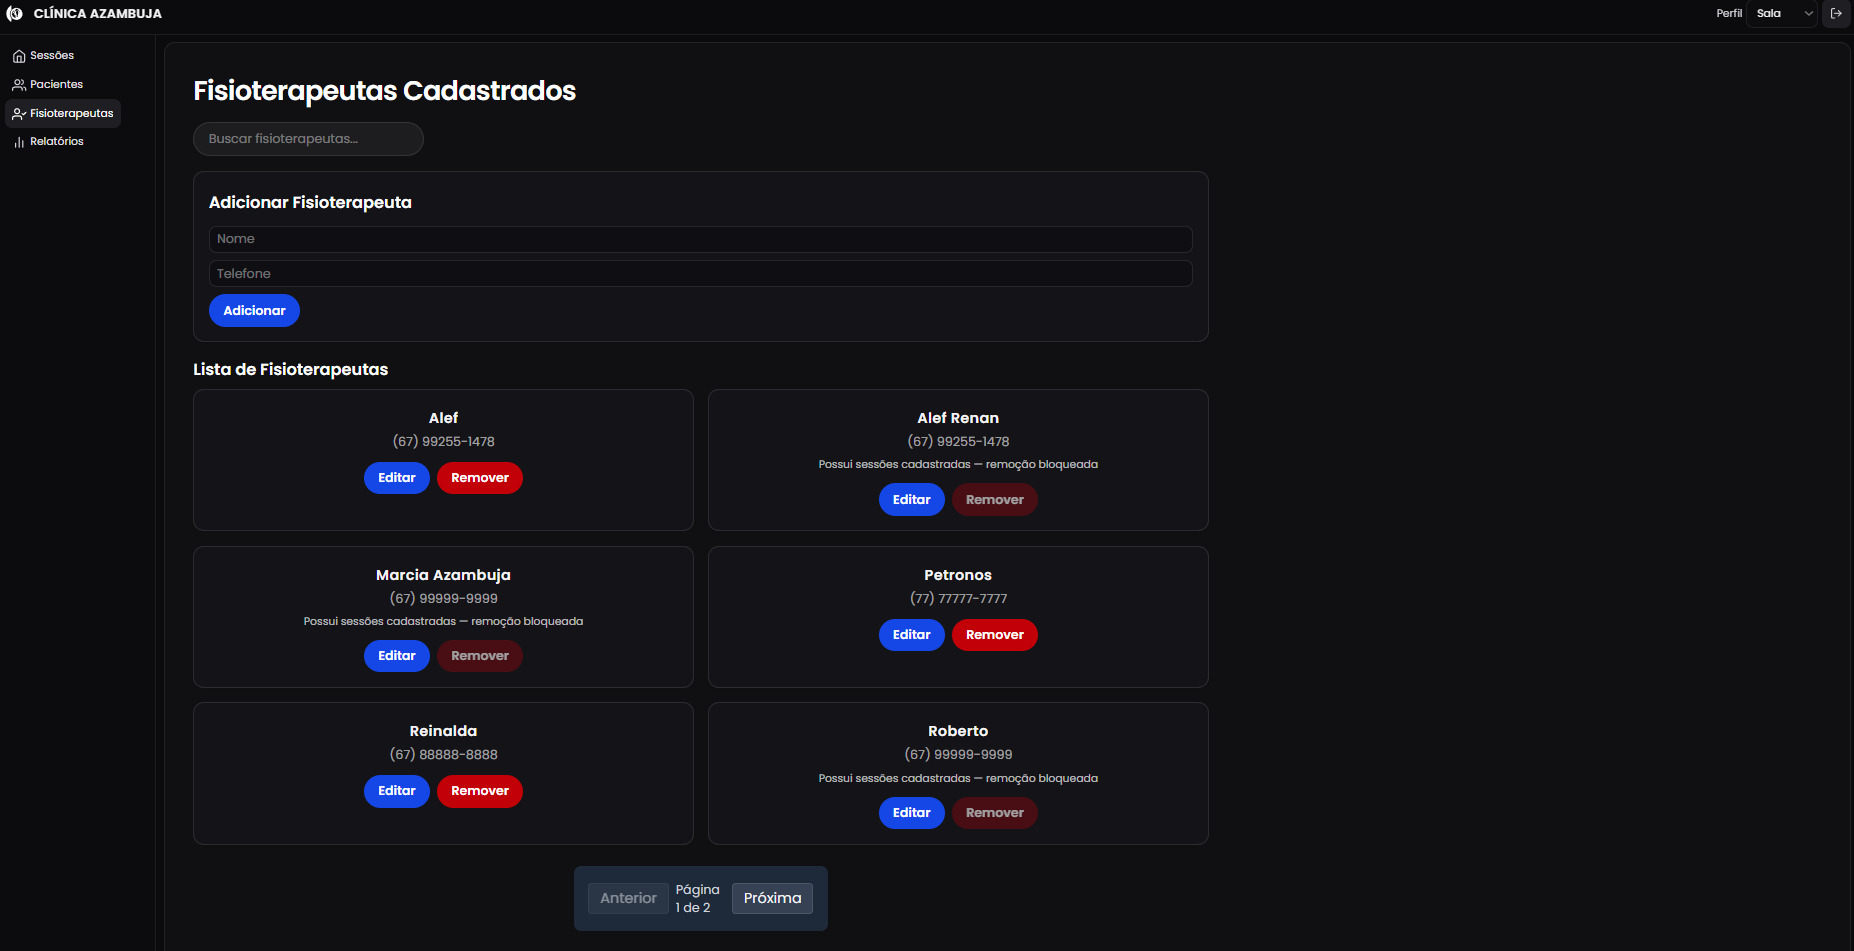 CLÍNICA AZAMBUJA
Perfil Sala
Sessões
Pacientes
Fisioterapeutas
Relatórios
Fisioterapeutas Cadastrados
Buscar fisioterapeutas...
Adicionar Fisioterapeuta
Nome
Telefone
Adicionar
Lista de Fisioterapeutas
Alef
(67) 99255-1478
Editar Remover
Alef Renan
(67) 99255-1478
Possui sessões cadastradas — remoção bloqueada
Editar Remover
Marcia Azambuja
(67) 99999-9999
Possui sessões cadastradas — remoção bloqueada
Editar Remover
Petronos
(77) 77777-7777
Editar Remover
Reinalda
(67) 88888-8888
Editar Remover
Roberto
(67) 99999-9999
Possui sessões cadastradas — remoção bloqueada
Editar Remover
Anterior
Página
1 de 2
Próxima